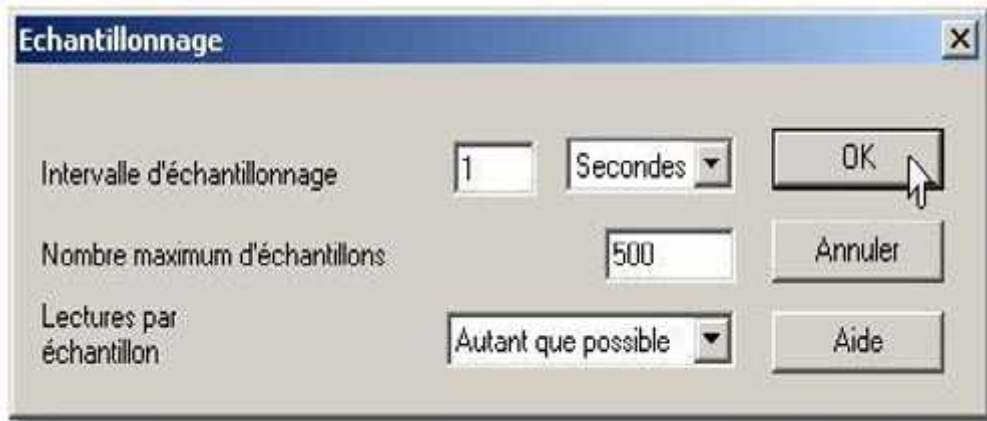 Echantillonnage
Intervalle d'échantillonnage 1 Secondes OK
Nombre maximum d'échantillons 500 Annuler
Lectures par
échantillon Autant que possible Aide